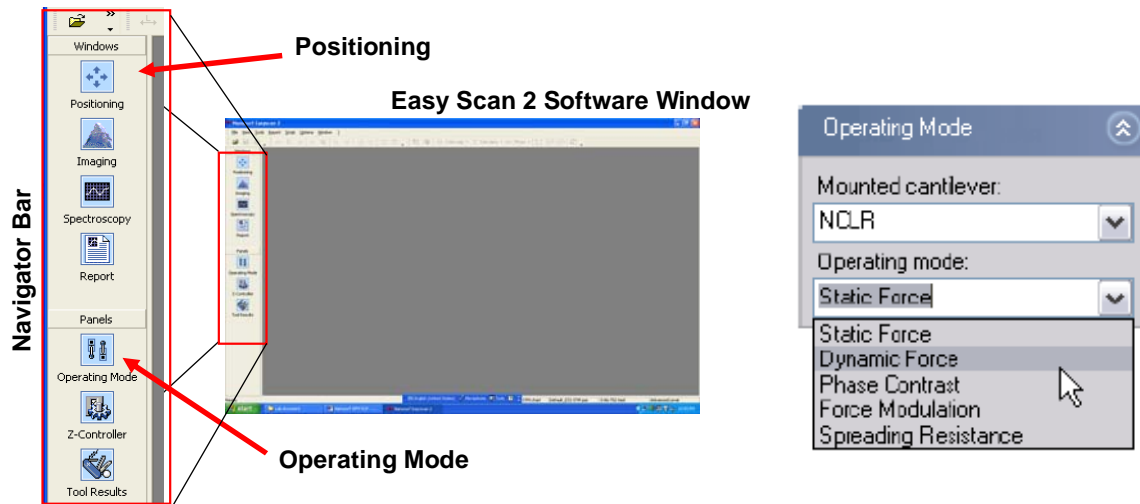 Navigator Bar
Windows
Positioning
Imaging
Spectroscopy
Report
Panels
Operating Mode
Z-Controller
Tool Results
Positioning
Easy Scan 2 Software Window
Operating Mode
Operating Mode
Mounted cantilever:
NCLR
Operating mode:
Static Force
Static Force
Dynamic Force
Phase Contrast
Force Modulation
Spreading Resistance